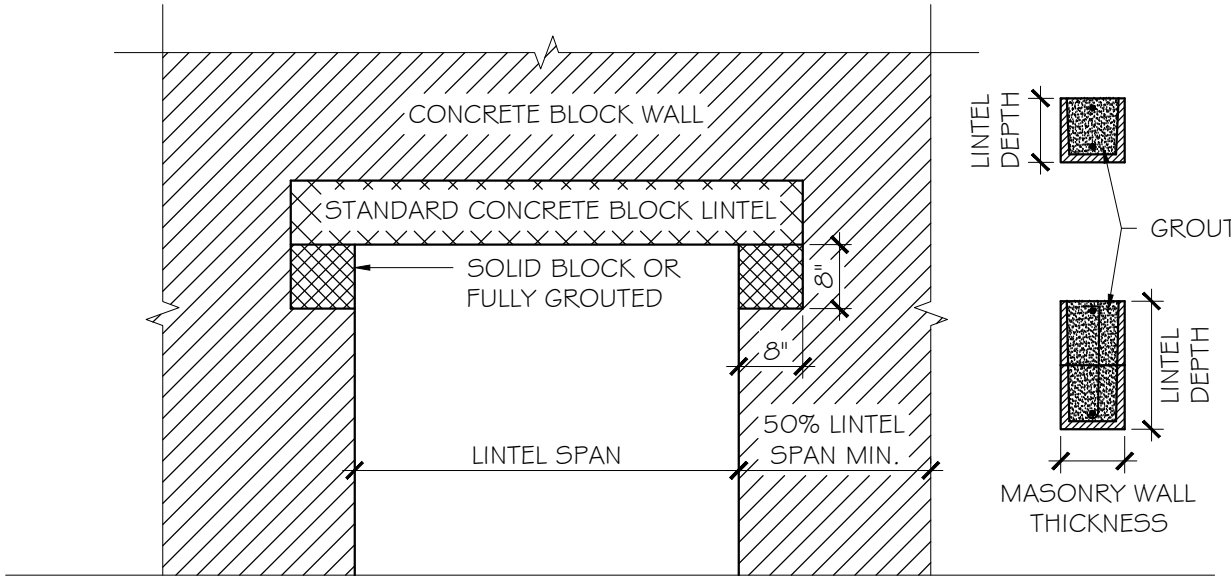 CONCRETE BLOCK WALL
STANDARD CONCRETE BLOCK LINTEL
SOLID BLOCK OR
FULLY GROUTED
8"
8"
50% LINTEL
SPAN MIN.
LINTEL SPAN
LINTEL
DEPTH
GROUT
LINTEL
DEPTH
MASONRY WALL
THICKNESS